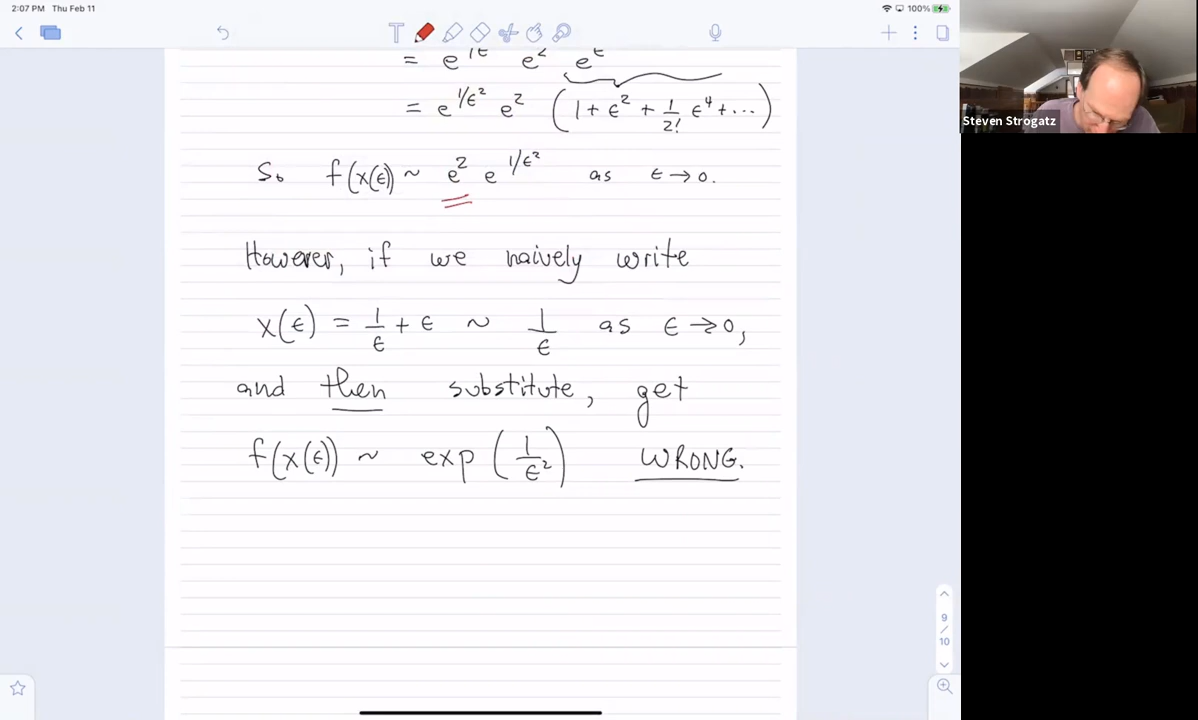 2:07 PM Thu Feb 11
100%
= e^{1/ε²} e² e^{ε²}
= e^{1/ε²} e² (1 + ε² + 1/2! ε⁴ + ...)
So f(x(ε)) ~ e² e^{1/ε²} as ε → 0.
However, if we naively write
x(ε) = 1/ε + ε ~ 1/ε as ε → 0,
and then substitute, get
f(x(ε)) ~ exp(1/ε²) WRONG.
Steven Strogatz
9
/
10